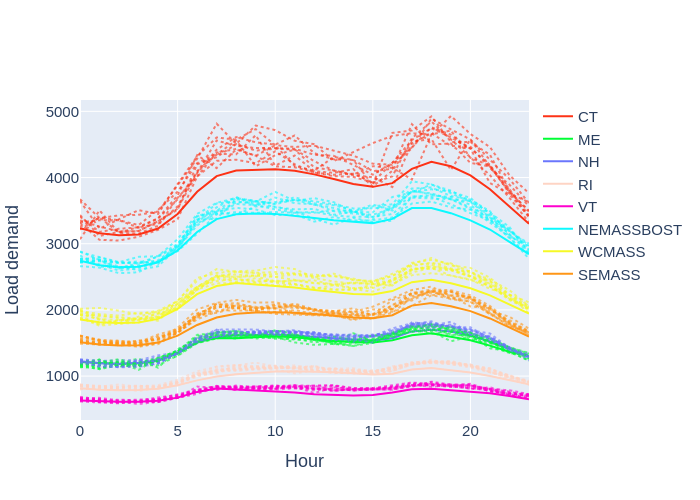 5000
4000
3000
2000
1000
0
5
10
15
20
Load demand
Hour
CT
ME
NH
RI
VT
NEMASSBOST
WCMASS
SEMASS